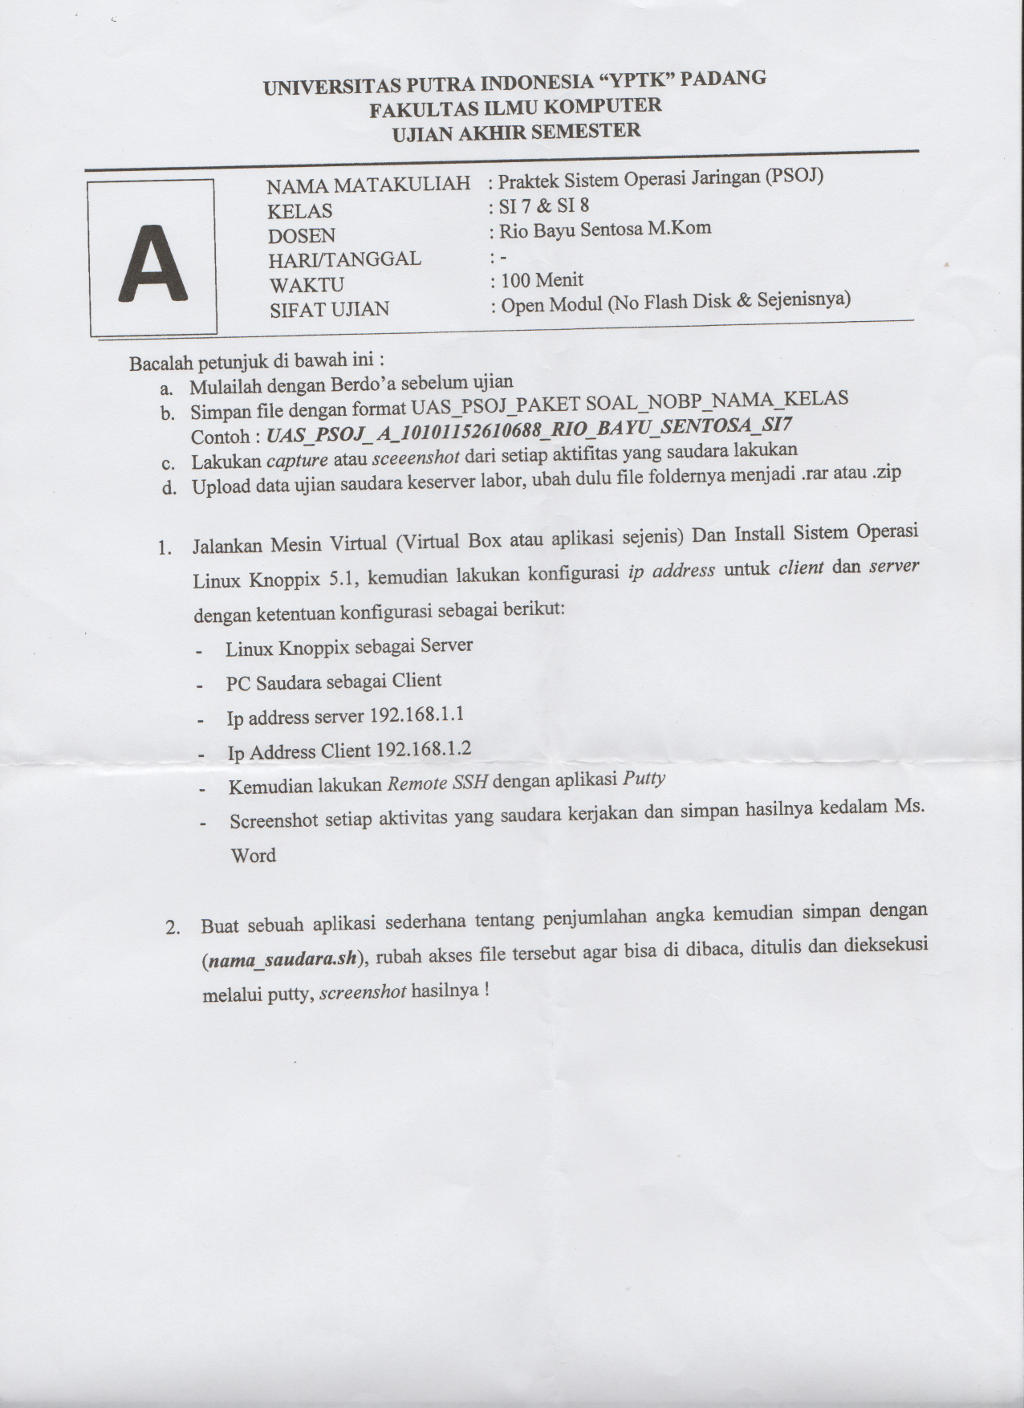 UNIVERSITAS PUTRA INDONESIA “YPTK” PADANG
FAKULTAS ILMU KOMPUTER
UJIAN AKHIR SEMESTER
A
NAMA MATAKULIAH : Praktek Sistem Operasi Jaringan (PSOJ)
KELAS : SI 7 & SI 8
DOSEN : Rio Bayu Sentosa M.Kom
HARI/TANGGAL : -
WAKTU : 100 Menit
SIFAT UJIAN : Open Modul (No Flash Disk & Sejenisnya)
Bacalah petunjuk di bawah ini :
a. Mulailah dengan Berdo’a sebelum ujian
b. Simpan file dengan format UAS_PSOJ_PAKET SOAL_NOBP_NAMA_KELAS
Contoh : UAS_PSOJ_ A_10101152610688_RIO_BAYU_SENTOSA_SI7
c. Lakukan capture atau sceeenshot dari setiap aktifitas yang saudara lakukan
d. Upload data ujian saudara keserver labor, ubah dulu file foldernya menjadi .rar atau .zip
1. Jalankan Mesin Virtual (Virtual Box atau aplikasi sejenis) Dan Install Sistem Operasi
Linux Knoppix 5.1, kemudian lakukan konfigurasi ip address untuk client dan server
dengan ketentuan konfigurasi sebagai berikut:
- Linux Knoppix sebagai Server
- PC Saudara sebagai Client
- Ip address server 192.168.1.1
- Ip Address Client 192.168.1.2
- Kemudian lakukan Remote SSH dengan aplikasi Putty
- Screenshot setiap aktivitas yang saudara kerjakan dan simpan hasilnya kedalam Ms.
Word
2. Buat sebuah aplikasi sederhana tentang penjumlahan angka kemudian simpan dengan
(nama_saudara.sh), rubah akses file tersebut agar bisa di dibaca, ditulis dan dieksekusi
melalui putty, screenshot hasilnya !